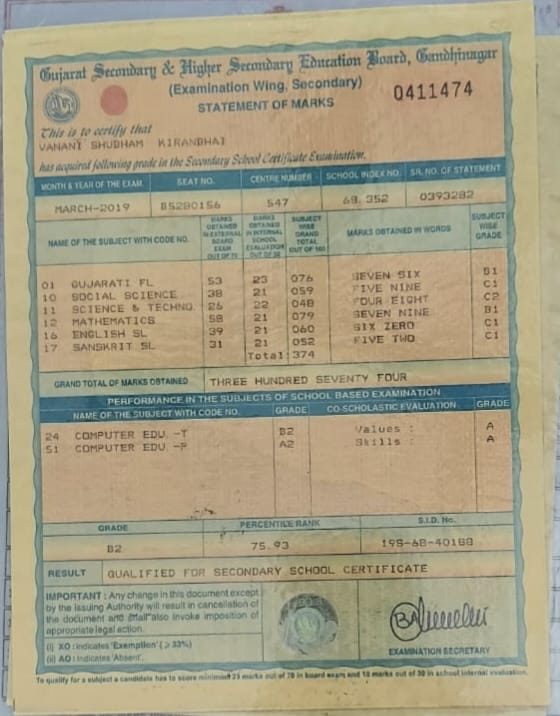 Gujarat Secondary & Higher Secondary Education Board, Gandhinagar
(Examination Wing, Secondary)
STATEMENT OF MARKS
0411474
This is to certify that
VANANI SHUBHAM KIRANBHAI
has acquired following grade in the Secondary School Certificate Examination.
MONTH & YEAR OF THE EXAM. SEAT NO. CENTRE NUMBER SCHOOL INDEX NO. SR. NO. OF STATEMENT
MARCH-2019 B5280156 547 68.352 0393282
NAME OF THE SUBJECT WITH CODE NO. MARKS OBTAINED IN EXTERNAL BOARD EXAM OUT OF 70 MARKS OBTAINED IN INTERNAL SCHOOL EVALUATION OUT OF 30 SUBJECT WISE GRAND TOTAL OUT OF 100 MARKS OBTAINED IN WORDS SUBJECT WISE GRADE
01 GUJARATI FL 53 23 076 SEVEN SIX B1
10 SOCIAL SCIENCE 38 21 059 FIVE NINE C1
11 SCIENCE & TECHNO. 26 22 048 FOUR EIGHT C2
12 MATHEMATICS 58 21 079 SEVEN NINE B1
16 ENGLISH SL 39 21 060 SIX ZERO C1
17 SANSKRIT SL 31 21 052 FIVE TWO C1
Total: 374
GRAND TOTAL OF MARKS OBTAINED THREE HUNDRED SEVENTY FOUR
PERFORMANCE IN THE SUBJECTS OF SCHOOL BASED EXAMINATION
NAME OF THE SUBJECT WITH CODE NO. GRADE CO-SCHOLASTIC EVALUATION GRADE
24 COMPUTER EDU. -T B2 Values : A
51 COMPUTER EDU -P A2 Skills : A
GRADE PERCENTILE RANK S.I.D. No.
B2 75.93 19S-68-40188
RESULT QUALIFIED FOR SECONDARY SCHOOL CERTIFICATE
IMPORTANT : Any change in this document except
by the Issuing Authority will result in cancellation of
the document and shall also invoke imposition of
appropriate legal action.
(i) XO : Indicates 'Exemption' (≥ 33%)
(ii) AO : Indicates 'Absent'.
EXAMINATION SECRETARY
To qualify for a subject a candidate has to score minimum 23 marks out of 70 in board exam and 10 marks out of 30 in school internal evaluation.